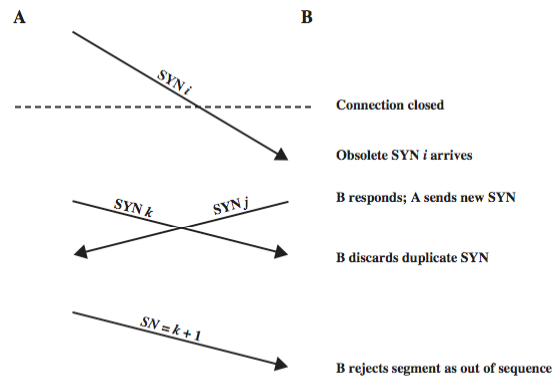 A
B
SYN i
Connection closed
Obsolete SYN i arrives
SYN k
SYN j
B responds; A sends new SYN
B discards duplicate SYN
SN = k + 1
B rejects segment as out of sequence